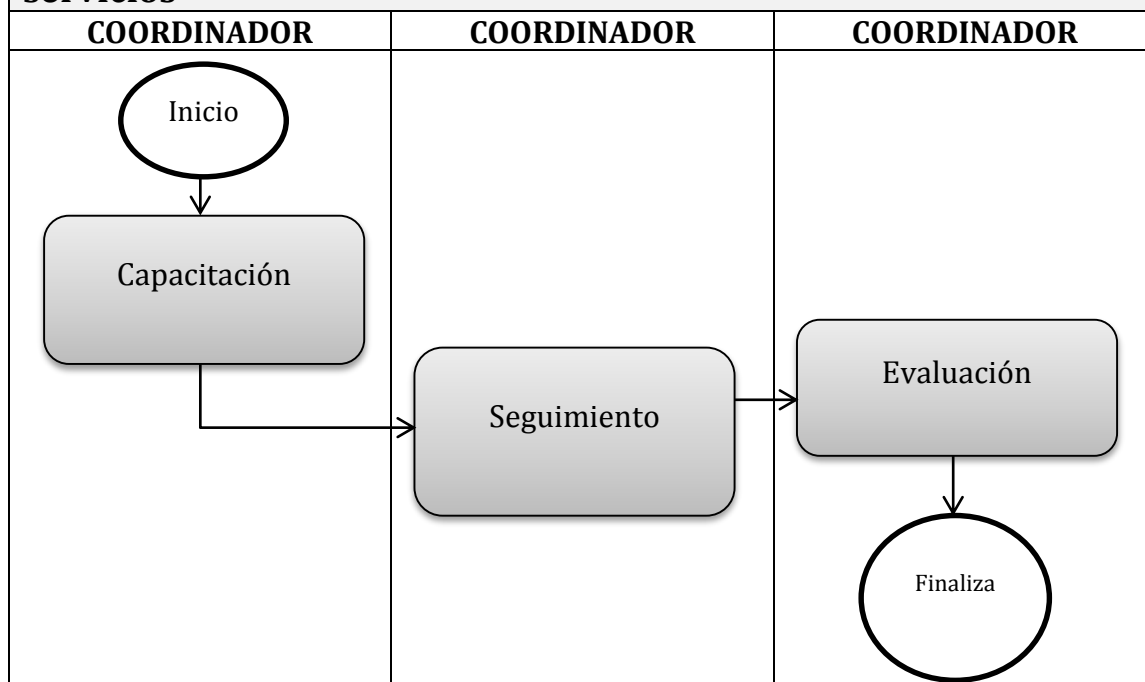 servicios
COORDINADOR COORDINADOR COORDINADOR
Inicio
Capacitación
Seguimiento
Evaluación
Finaliza